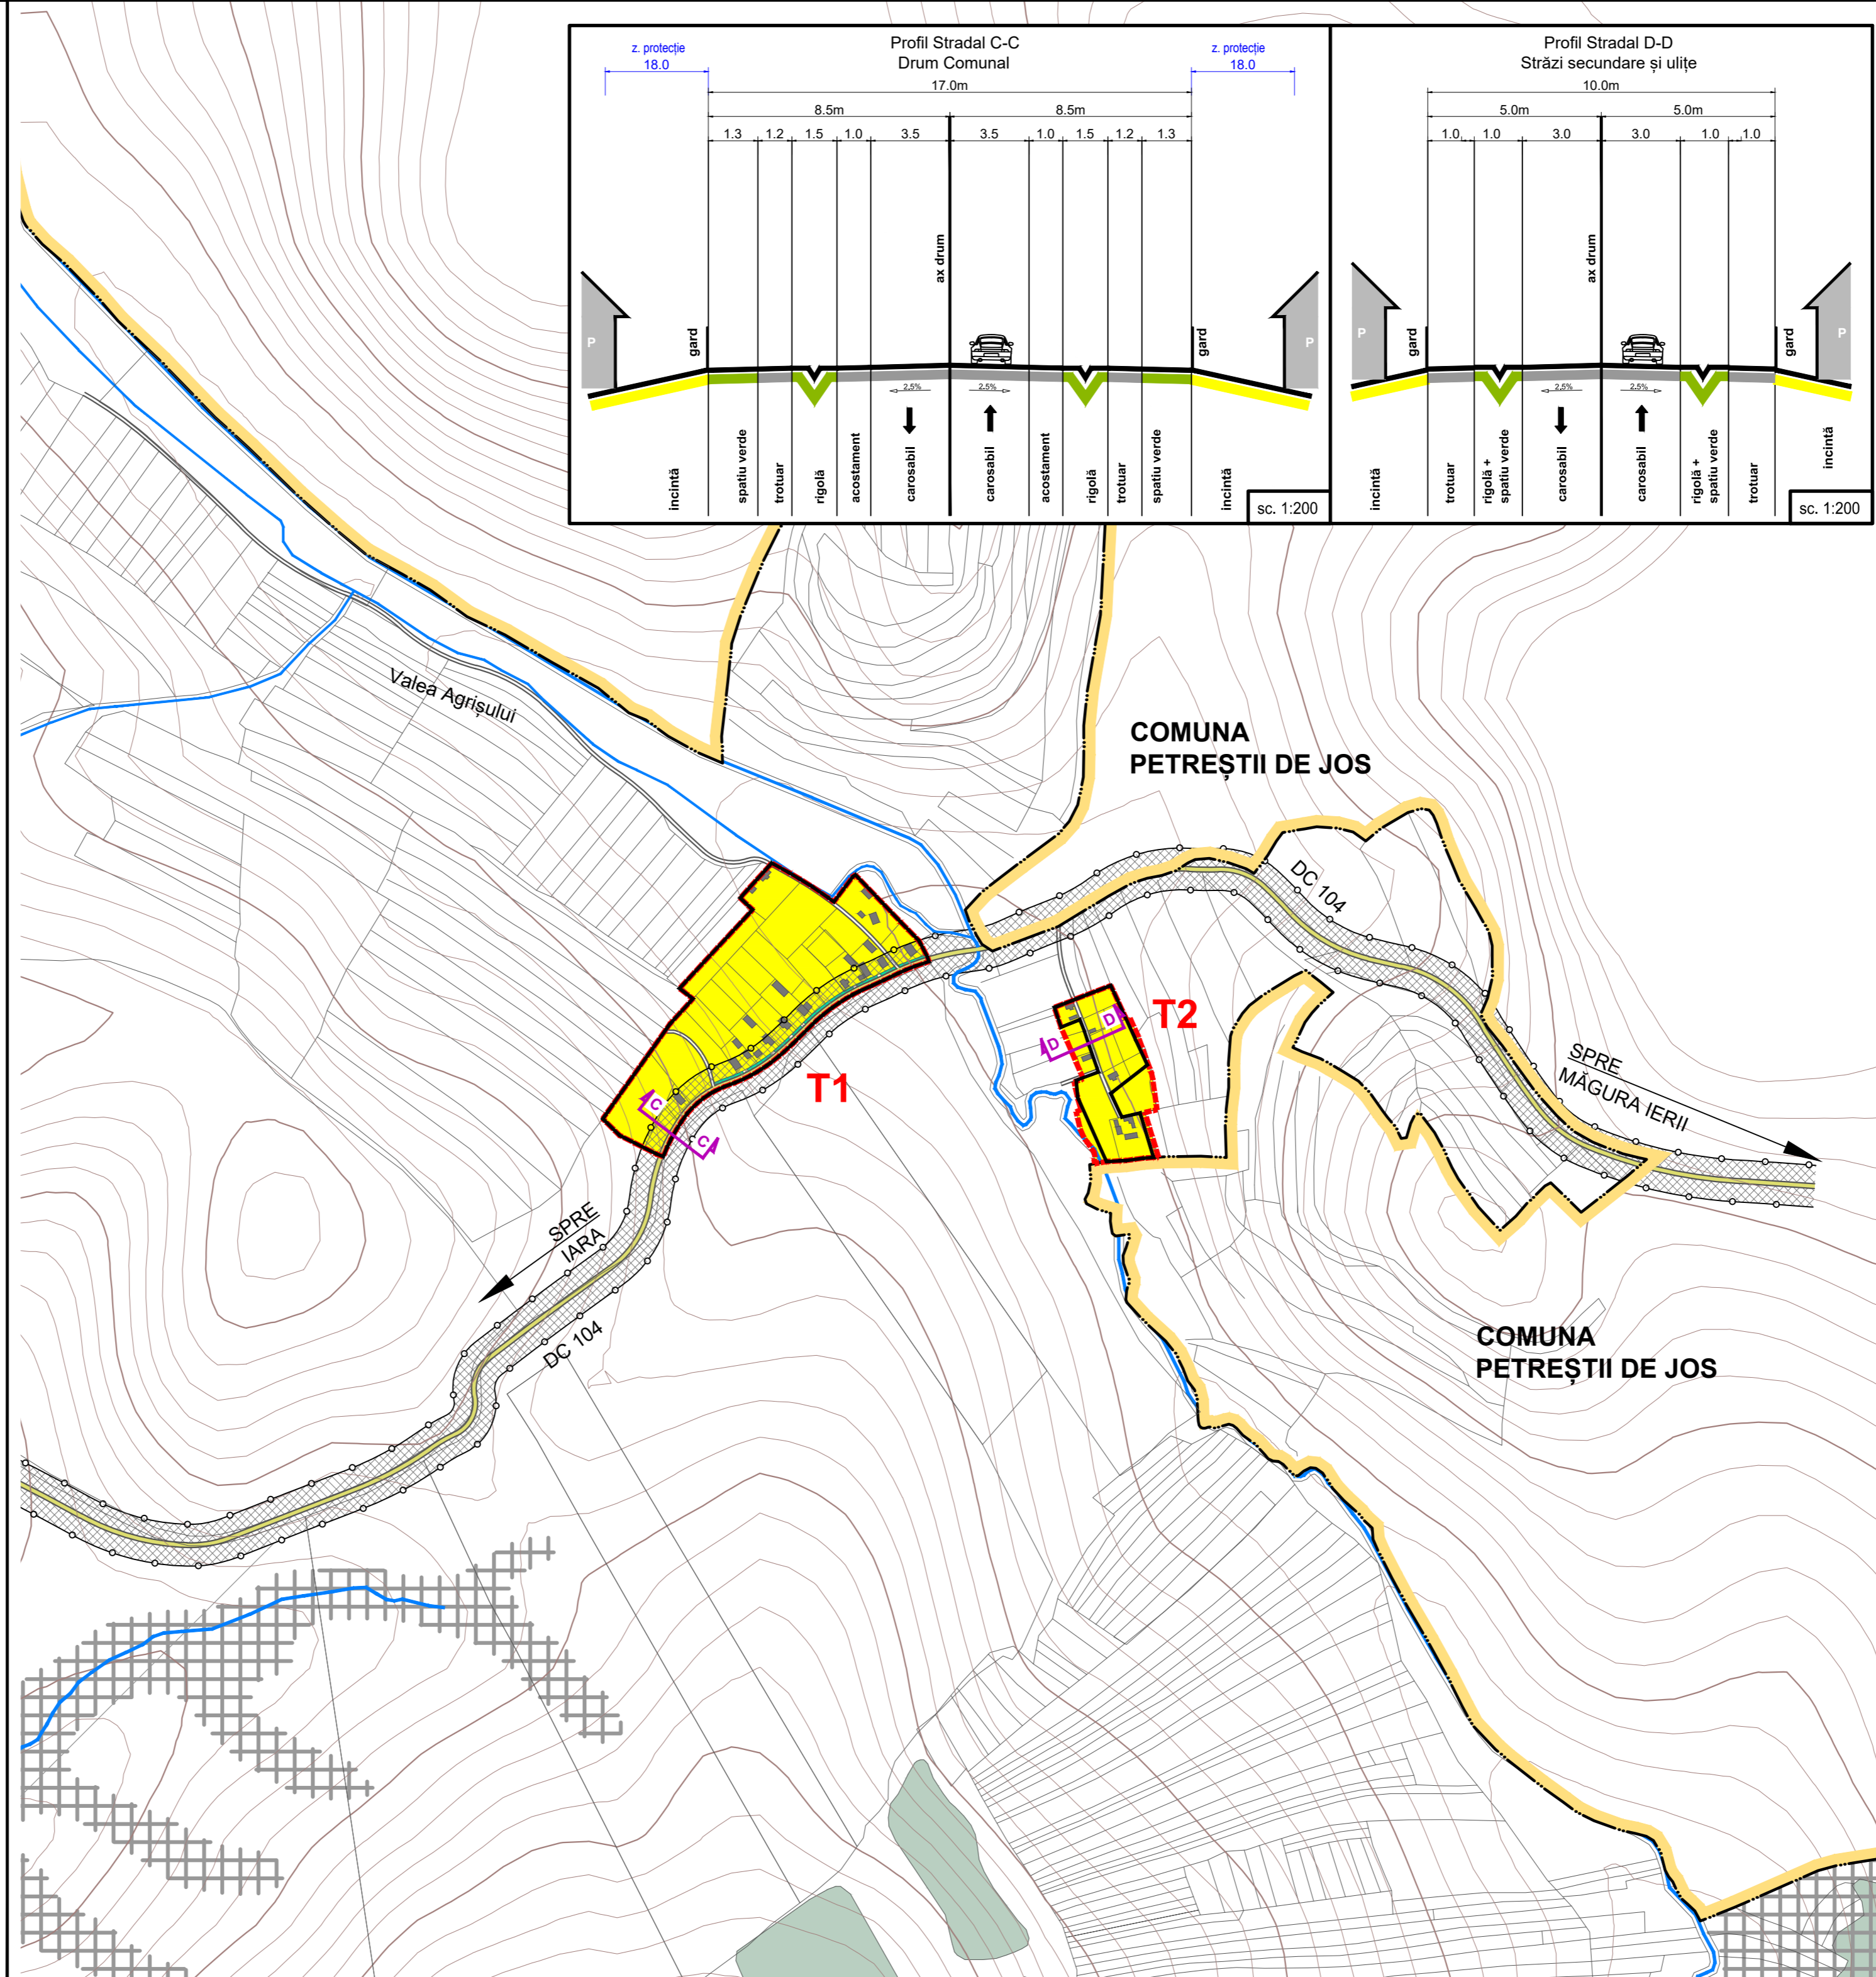 Profil Stradal C-C
Drum Comunal
z. protecție
18.0
z. protecție
18.0
17.0m
8.5m
8.5m
1.3
1.2
1.5
1.0
3.5
3.5
1.0
1.5
1.2
1.3
ax drum
gard
gard
P
P
2.5%
2.5%
incintă
spatiu verde
trotuar
rigolă
acostament
carosabil
carosabil
acostament
rigolă
trotuar
spatiu verde
incintă
sc. 1:200
Profil Stradal D-D
Străzi secundare și ulițe
10.0m
5.0m
5.0m
1.0
1.0
3.0
3.0
1.0
1.0
ax drum
gard
gard
P
P
2.5%
2.5%
incintă
trotuar
rigolă +
spatiu verde
carosabil
carosabil
rigolă +
spatiu verde
trotuar
incintă
sc. 1:200
Valea Agrișului
COMUNA
PETREȘTII DE JOS
DC 104
T2
D
D
T1
C
C
SPRE
MĂGURA IERII
SPRE
IARA
DC 104
COMUNA
PETREȘTII DE JOS